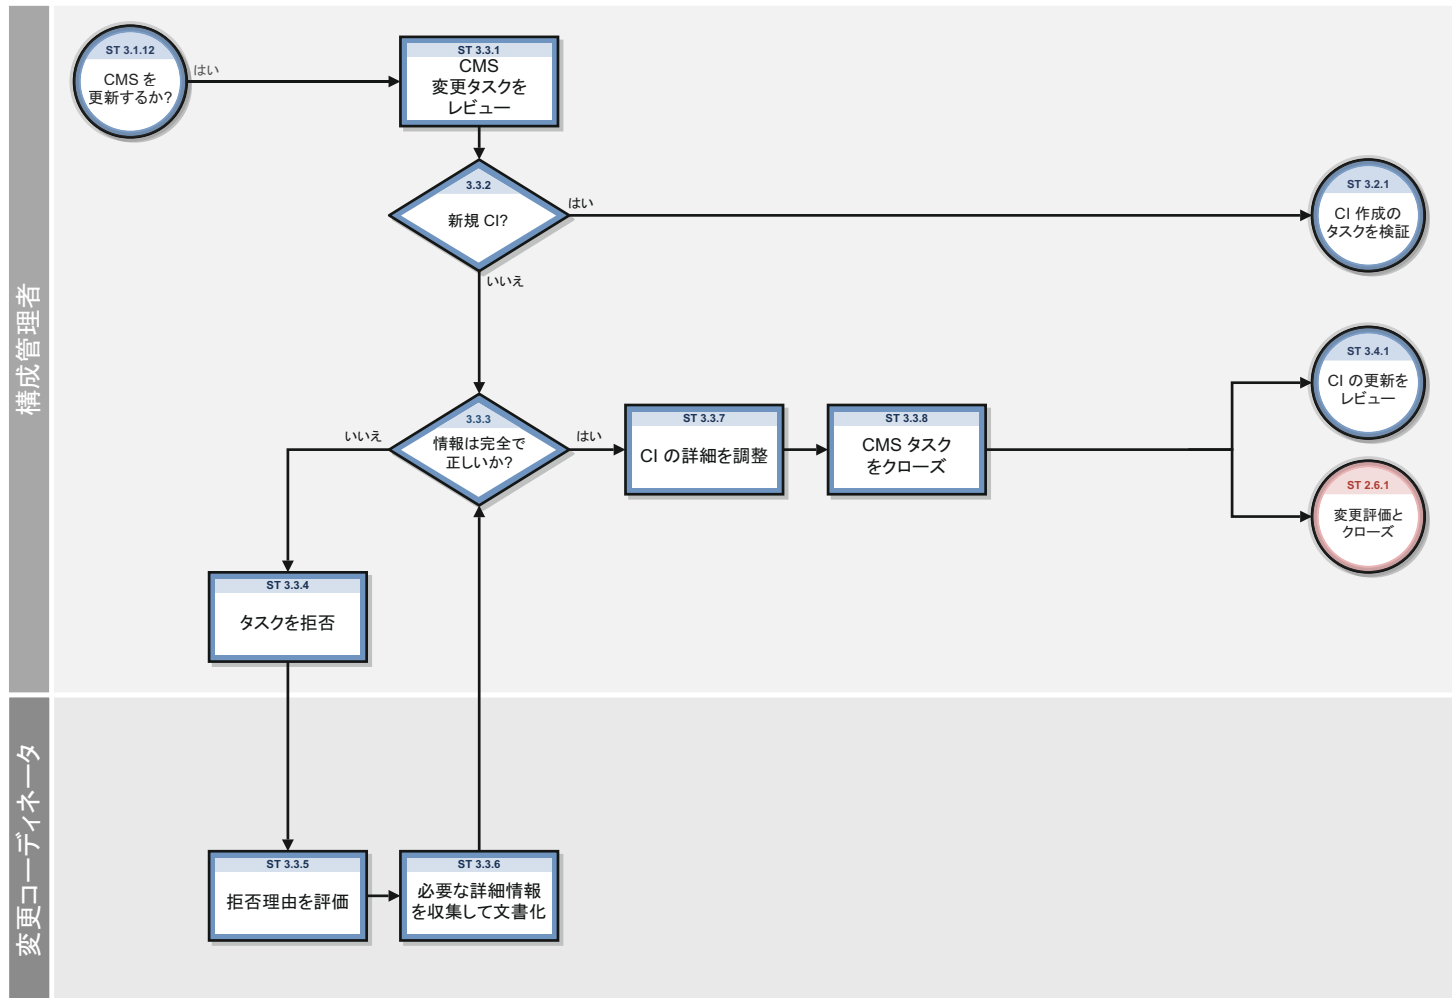 構成管理者
ST 3.1.12
CMS を
更新するか?
はい
ST 3.3.1
CMS
変更タスクを
レビュー
3.3.2
新規 CI?
はい
いいえ
ST 3.2.1
CI 作成の
タスクを検証
3.3.3
情報は完全で
正しいか?
いいえ
はい
ST 3.3.7
CI の詳細を調整
ST 3.3.8
CMS タスク
をクローズ
ST 3.4.1
CI の更新を
レビュー
ST 2.6.1
変更評価と
クローズ
ST 3.3.4
タスクを拒否
変更コーディネータ
ST 3.3.5
拒否理由を評価
ST 3.3.6
必要な詳細情報
を収集して文書化